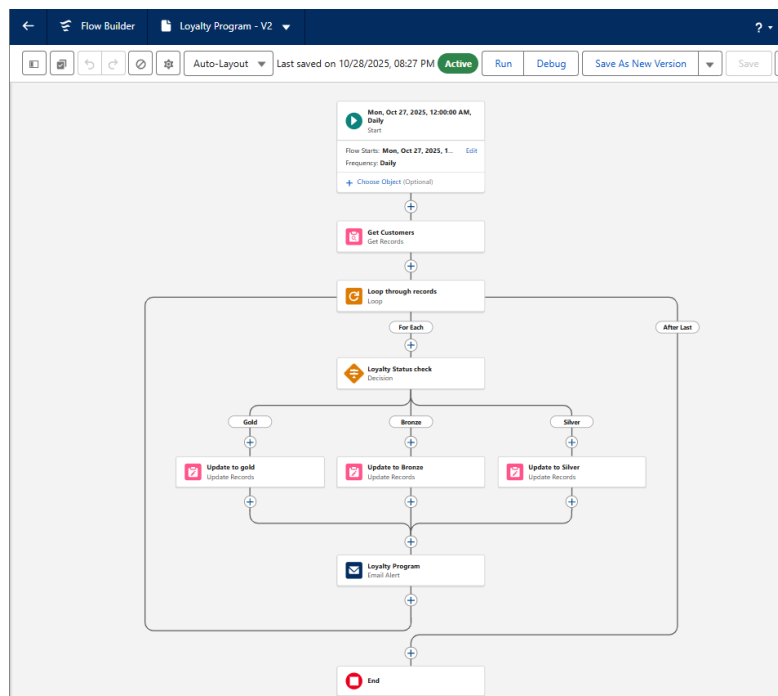 Flow Builder
Loyalty Program - V2
?
Auto-Layout
Last saved on 10/28/2025, 08:27 PM
Active
Run
Debug
Save As New Version
Save
Mon, Oct 27, 2025, 12:00:00 AM,
Daily
Start
Flow Starts: Mon, Oct 27, 2025, 1... Edit
Frequency: Daily
+ Choose Object (Optional)
Get Customers
Get Records
Loop through records
Loop
For Each
After Last
Loyalty Status check
Decision
Gold
Bronze
Silver
Update to gold
Update Records
Update to Bronze
Update Records
Update to Silver
Update Records
Loyalty Program
Email Alert
End